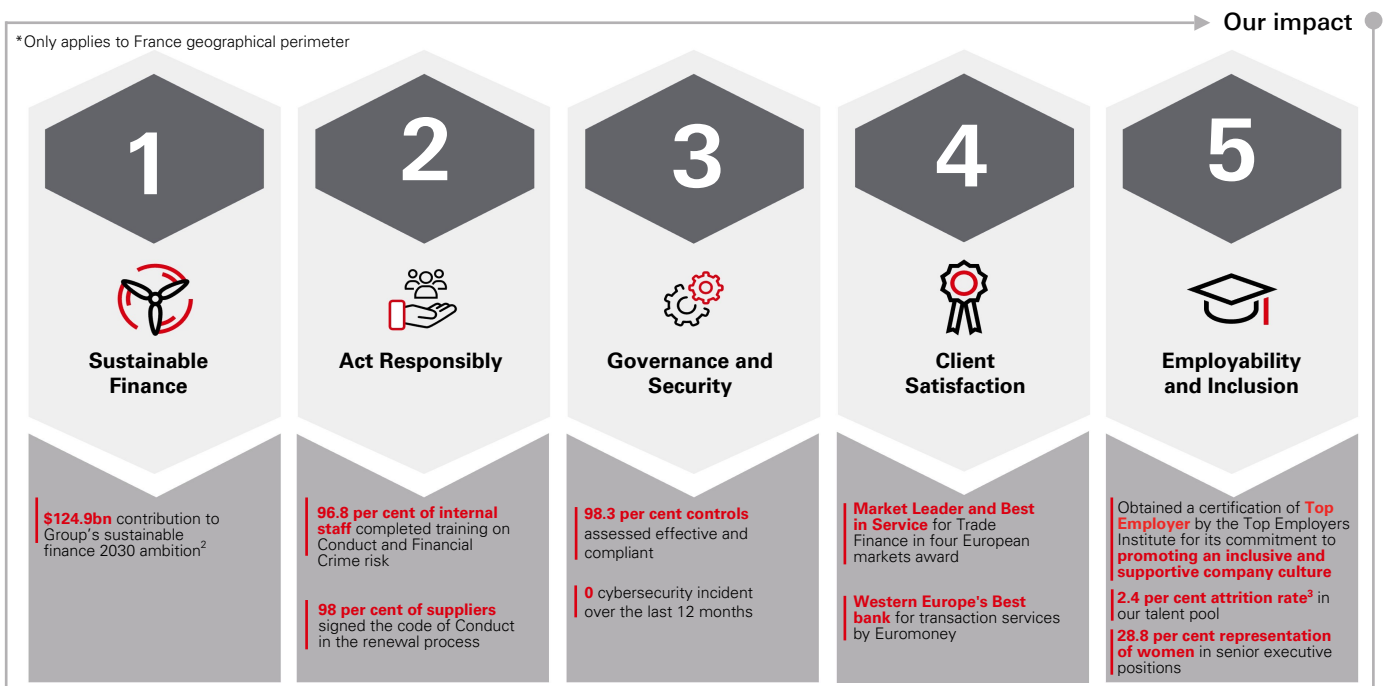 Our impact
*Only applies to France geographical perimeter
1
Sustainable
Finance
$124.9bn contribution to
Group's sustainable
finance 2030 ambition2
2
Act Responsibly
96.8 per cent of internal
staff completed training on
Conduct and Financial
Crime risk
98 per cent of suppliers
signed the code of Conduct
in the renewal process
3
Governance and
Security
98.3 per cent controls
assessed effective and
compliant
0 cybersecurity incident
over the last 12 months
4
Client
Satisfaction
Market Leader and Best
in Service for Trade
Finance in four European
markets award
Western Europe's Best
bank for transaction services
by Euromoney
5
Employability
and Inclusion
Obtained a certification of Top
Employer by the Top Employers
Institute for its commitment to
promoting an inclusive and
supportive company culture
2.4 per cent attrition rate3 in
our talent pool
28.8 per cent representation
of women in senior executive
positions